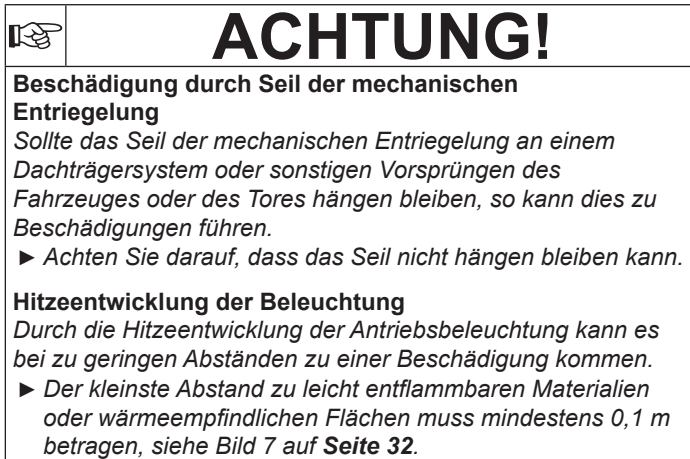 ACHTUNG!
Beschädigung durch Seil der mechanischen
Entriegelung
Sollte das Seil der mechanischen Entriegelung an einem
Dachträgersystem oder sonstigen Vorsprüngen des
Fahrzeuges oder des Tores hängen bleiben, so kann dies zu
Beschädigungen führen.
► Achten Sie darauf, dass das Seil nicht hängen bleiben kann.
Hitzeentwicklung der Beleuchtung
Durch die Hitzeentwicklung der Antriebsbeleuchtung kann es
bei zu geringen Abständen zu einer Beschädigung kommen.
► Der kleinste Abstand zu leicht entflammbaren Materialien
oder wärmeempfindlichen Flächen muss mindestens 0,1 m
betragen, siehe Bild 7 auf Seite 32.